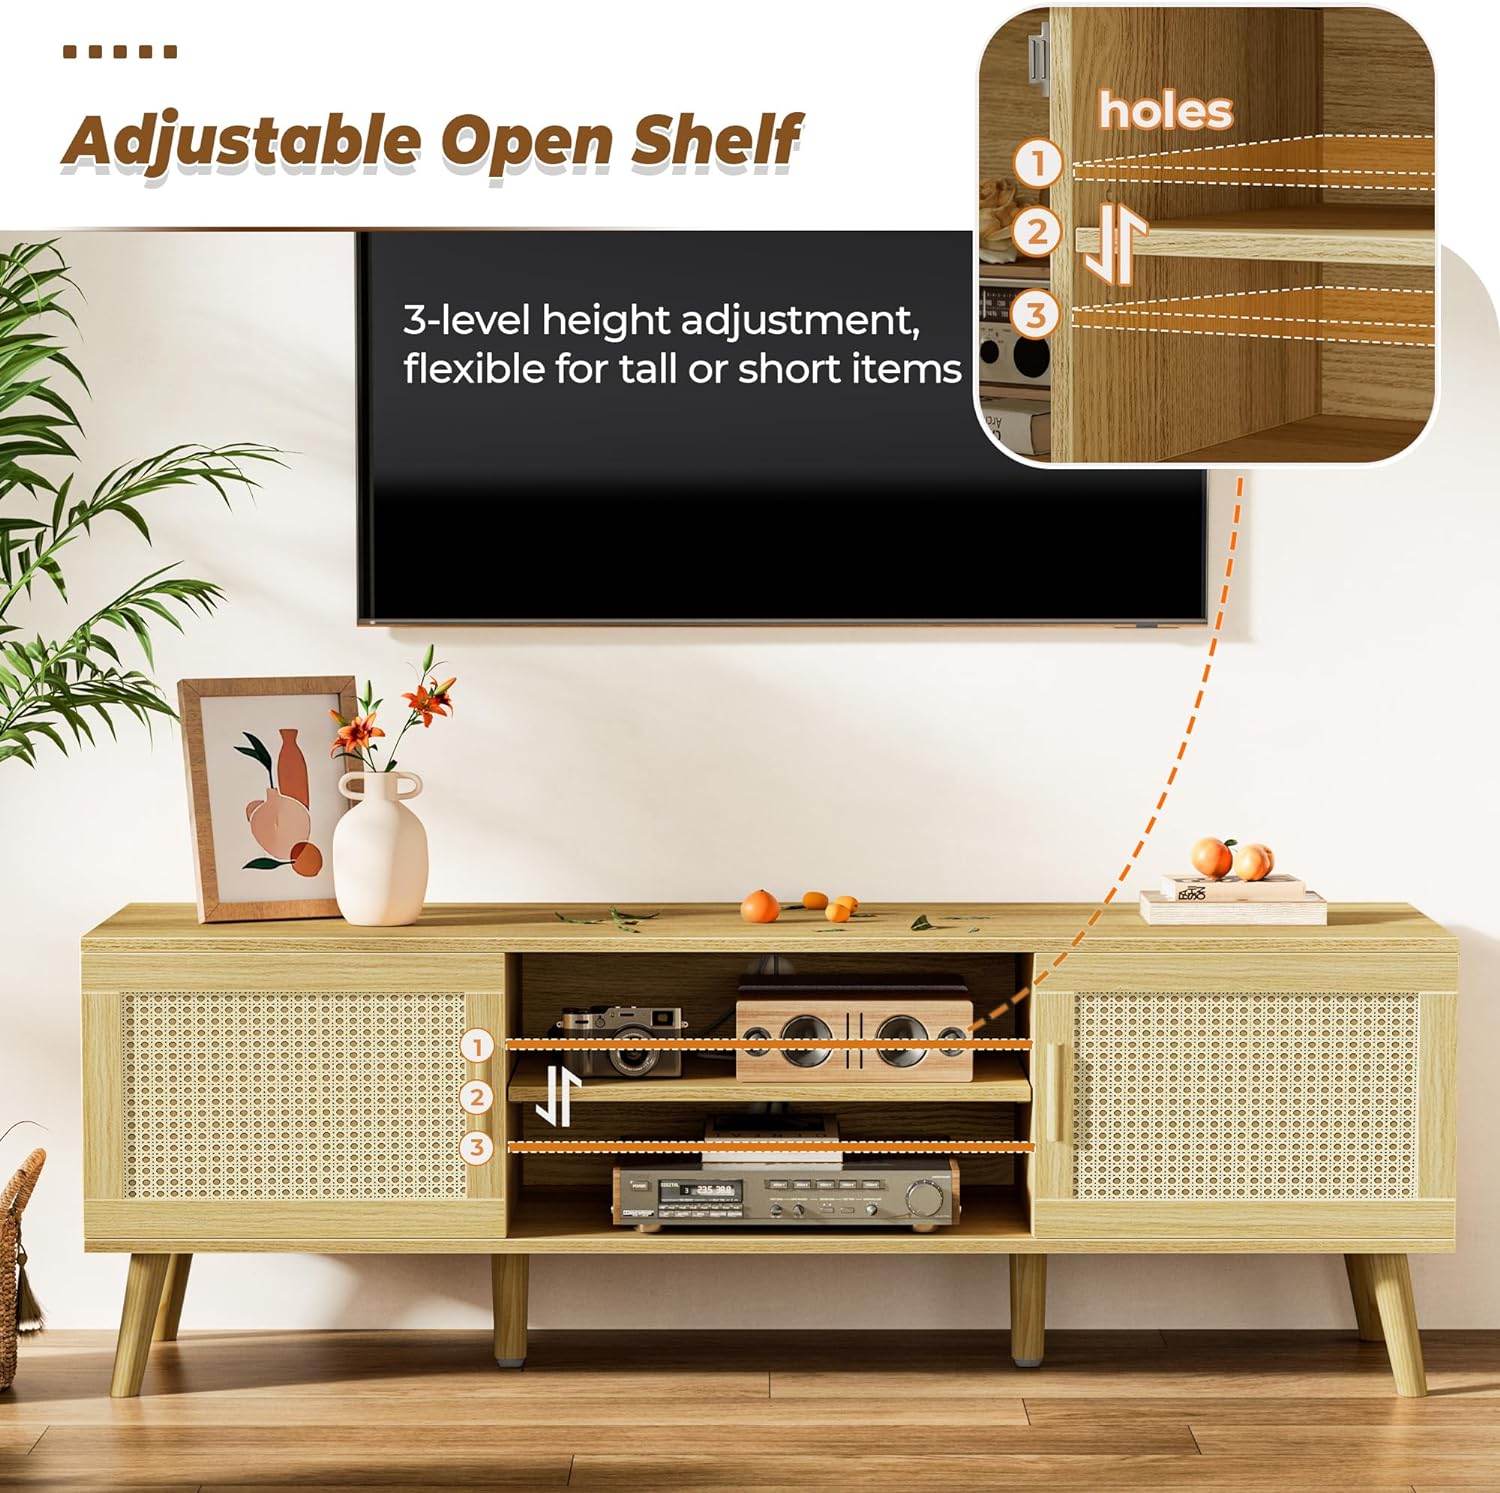 Adjustable Open Shelf
holes
1
2
3
3-level height adjustment,
flexible for tall or short items
1
2
3